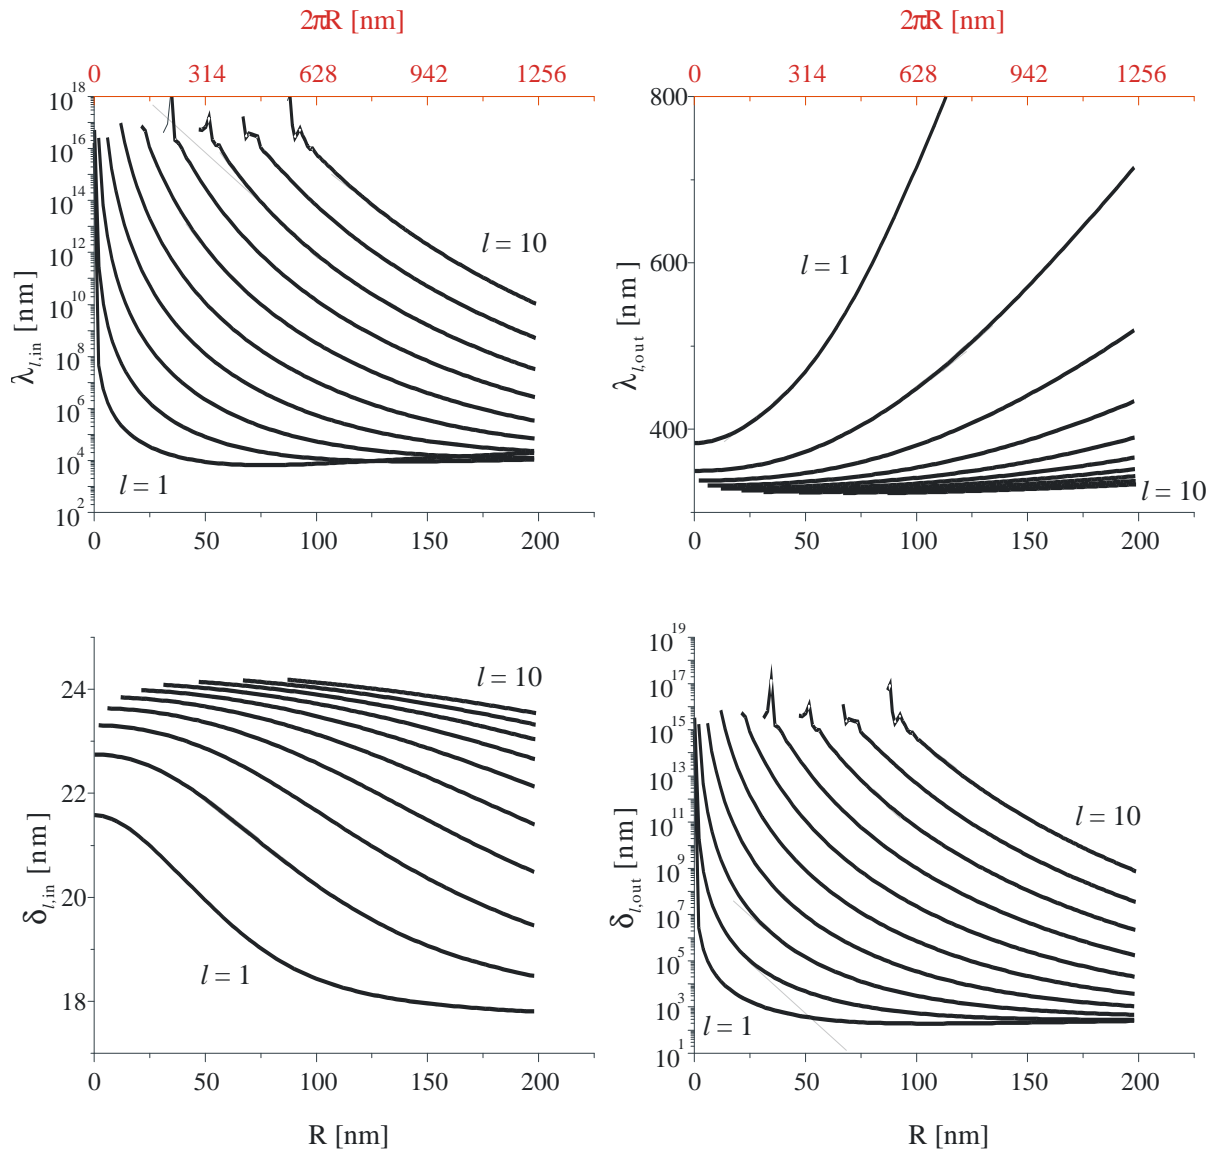 2πR [nm]
2πR [nm]
0 314 628 942 1256
0 314 628 942 1256
10^18
10^16
10^14
10^12
10^10
10^8
10^6
10^4
10^2
λ_l,in [nm]
l = 10
l = 1
0 50 100 150 200
800
600
400
λ_l,out [nm]
l = 1
l = 10
0 50 100 150 200
24
22
20
18
δ_l,in [nm]
l = 10
l = 1
0 50 100 150 200
R [nm]
10^19
10^17
10^15
10^13
10^11
10^9
10^7
10^5
10^3
10^1
δ_l,out [nm]
l = 10
l = 1
0 50 100 150 200
R [nm]